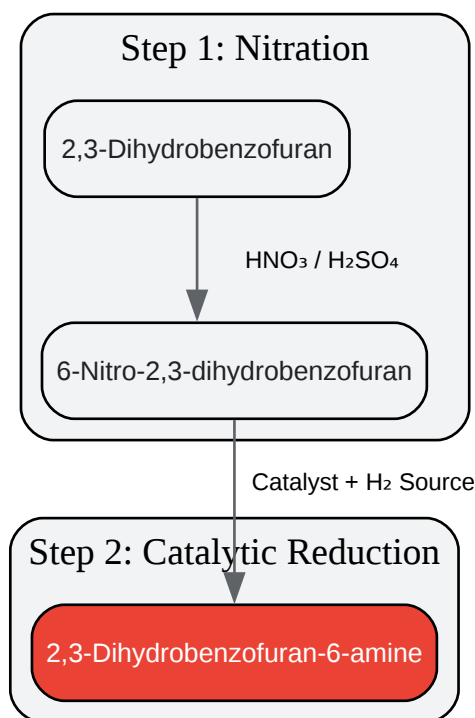 Step 1: Nitration
2,3-Dihydrobenzofuran
HNO₃ / H₂SO₄
6-Nitro-2,3-dihydrobenzofuran
Catalyst + H₂ Source
Step 2: Catalytic Reduction
2,3-Dihydrobenzofuran-6-amine